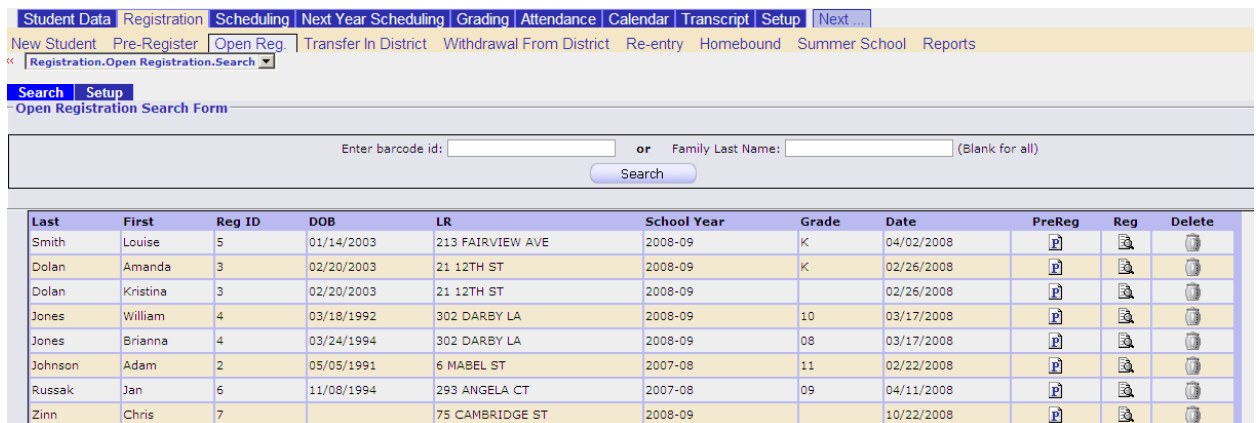 Student Data Registration Scheduling Next Year Scheduling Grading Attendance Calendar Transcript Setup Next ...
New Student Pre-Register Open Reg. Transfer In District Withdrawal From District Re-entry Homebound Summer School Reports
« Registration.Open Registration.Search
Search Setup
Open Registration Search Form
Enter barcode id: or Family Last Name: (Blank for all)
Search
Last First Reg ID DOB LR School Year Grade Date PreReg Reg Delete
Smith Louise 5 01/14/2003 213 FAIRVIEW AVE 2008-09 K 04/02/2008 P
Dolan Amanda 3 02/20/2003 21 12TH ST 2008-09 K 02/26/2008 P
Dolan Kristina 3 02/20/2003 21 12TH ST 2008-09 02/26/2008 P
Jones William 4 03/18/1992 302 DARBY LA 2008-09 10 03/17/2008 P
Jones Brianna 4 03/24/1994 302 DARBY LA 2008-09 08 03/17/2008 P
Johnson Adam 2 05/05/1991 6 MABEL ST 2007-08 11 02/22/2008 P
Russak Jan 6 11/08/1994 293 ANGELA CT 2007-08 09 04/11/2008 P
Zinn Chris 7 75 CAMBRIDGE ST 2008-09 10/22/2008 P